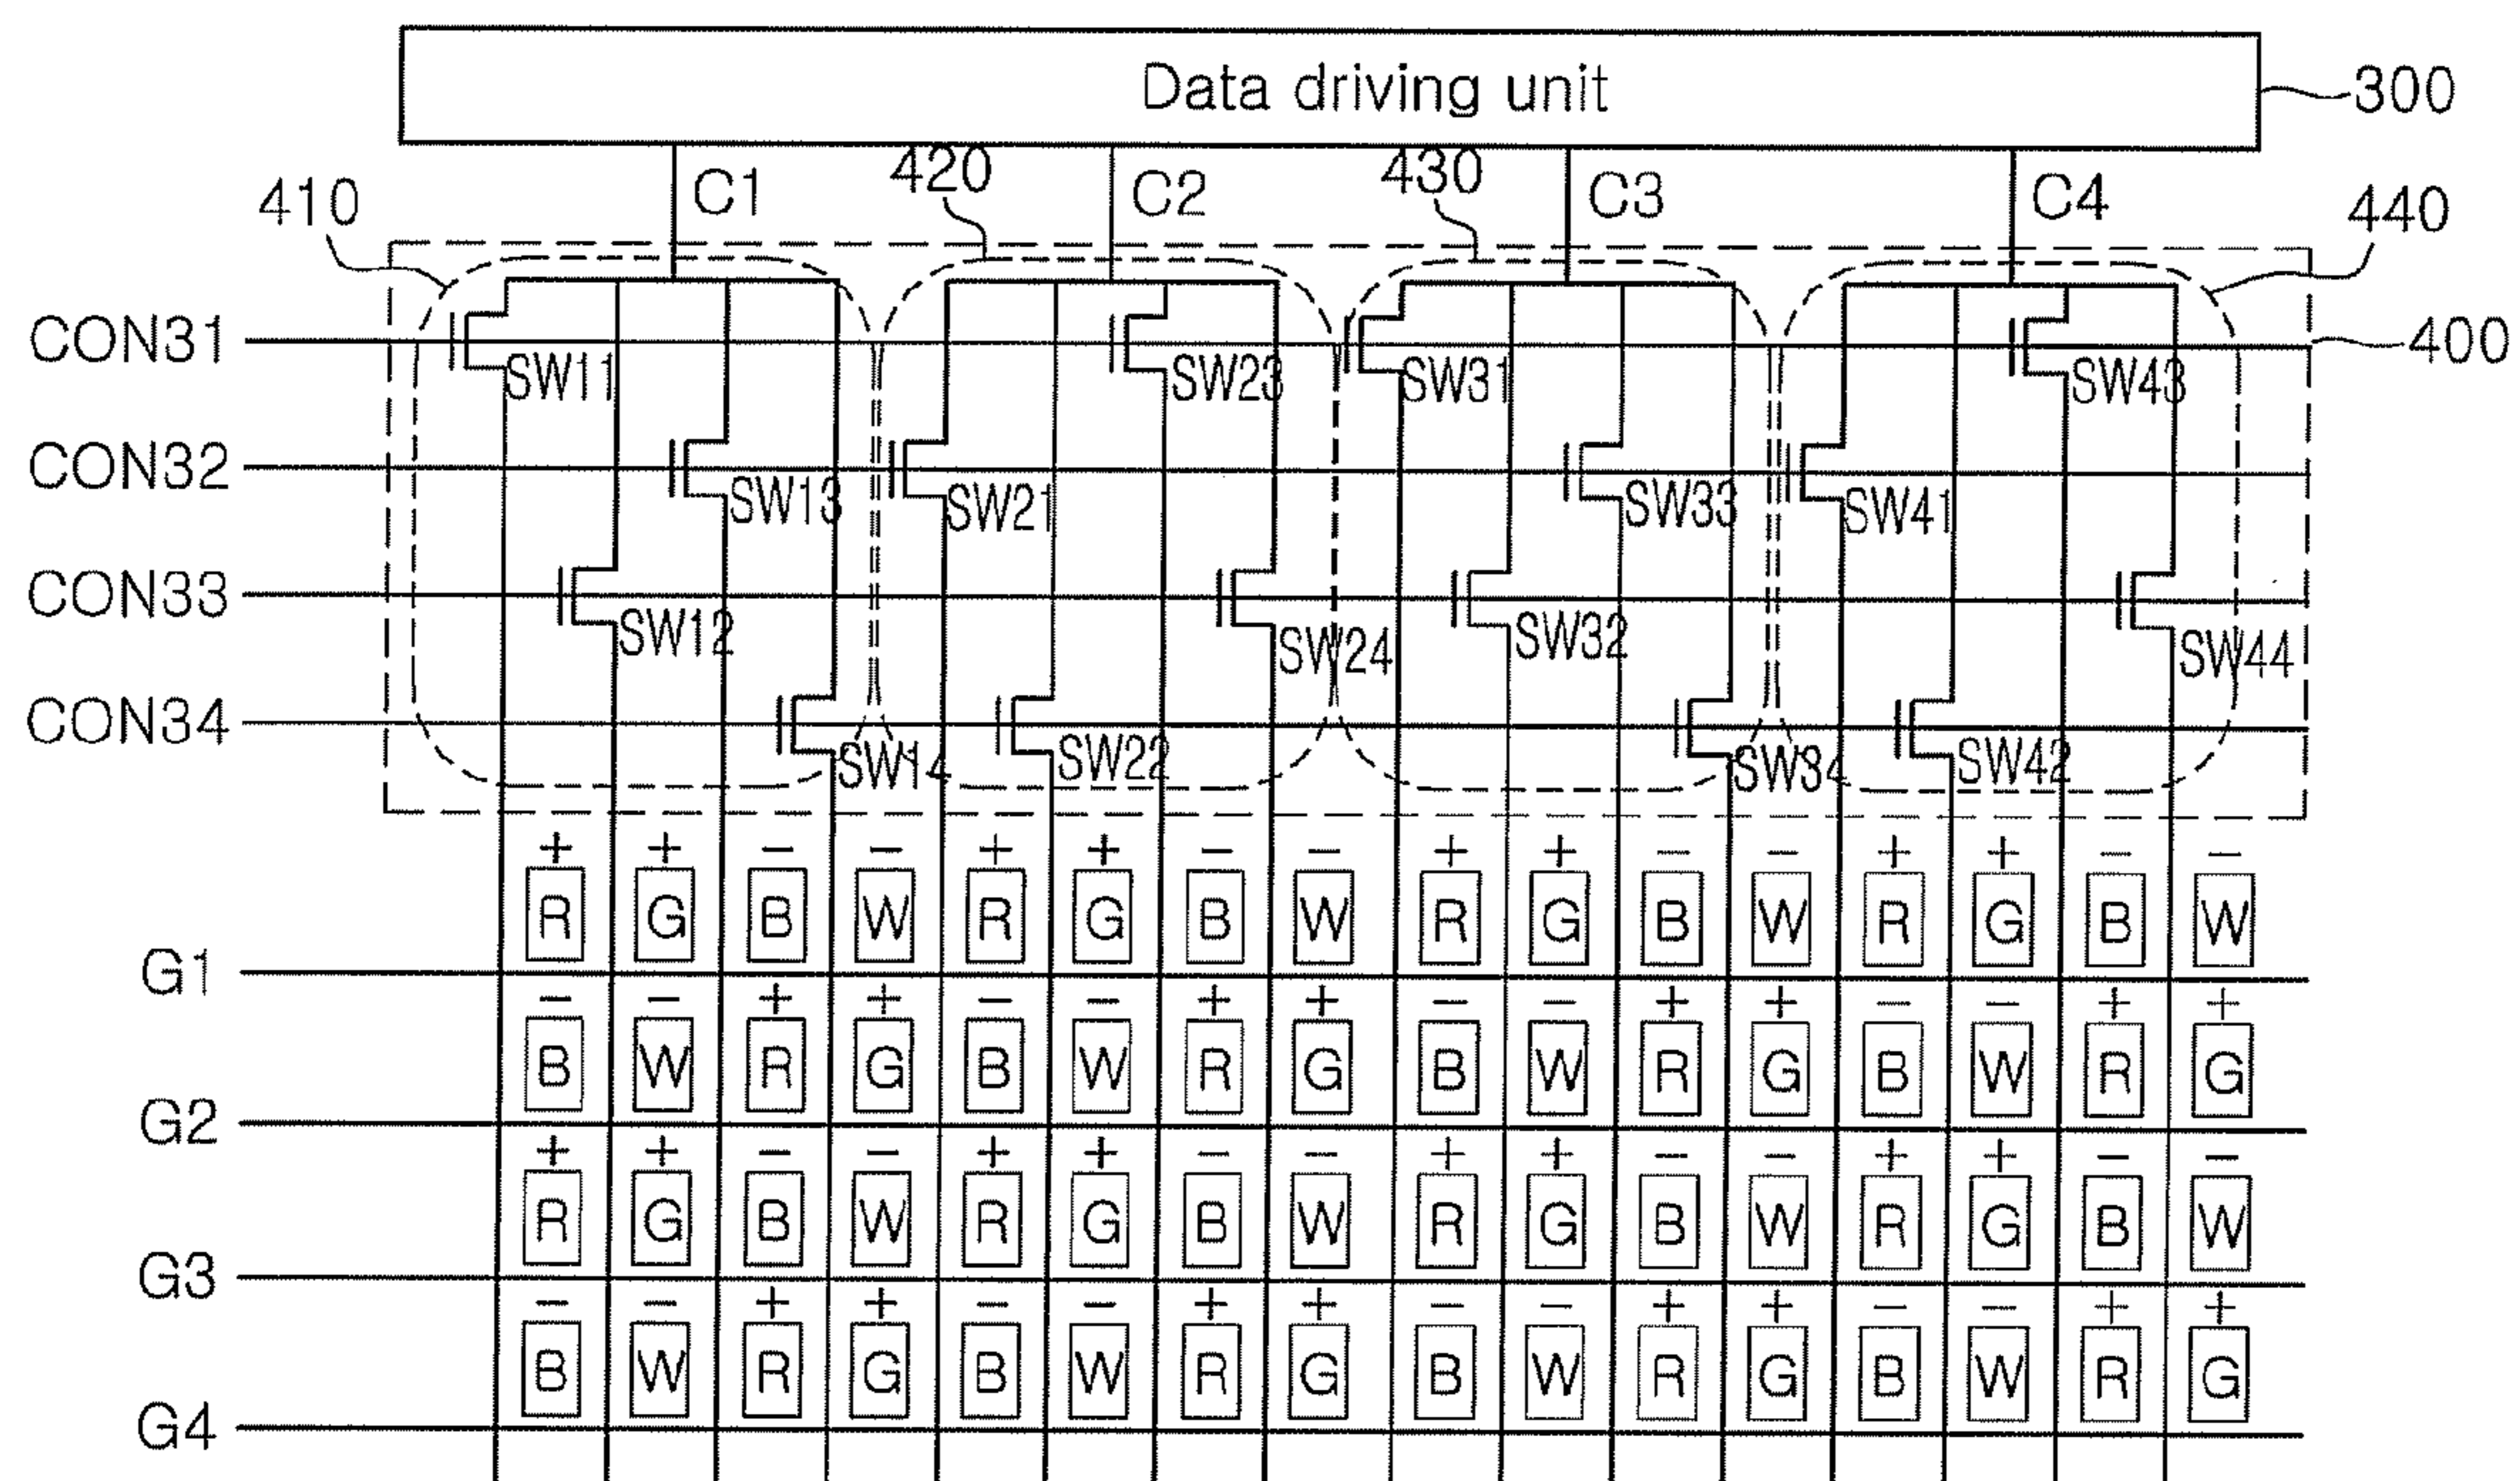 Data driving unit
300
410
C1
420
C2
430
C3
C4
440
CON31
SW11
SW23
SW31
SW43
400
CON32
SW13
SW21
SW33
SW41
CON33
SW12
SW24
SW32
SW44
CON34
SW14
SW22
SW34
SW42
+ + − − + + − − + + − − + + − −
R G B W R G B W R G B W R G B W
G1
− − + + − − + + − − + + − − + +
B W R G B W R G B W R G B W R G
G2
+ + − − + + − − + + − − + + − −
R G B W R G B W R G B W R G B W
G3
− − + + − − + + − − + + − − + +
B W R G B W R G B W R G B W R G
G4